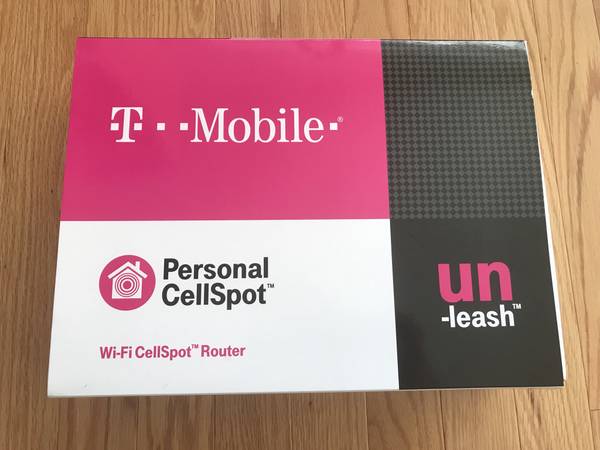 T··Mobile·®
Personal
CellSpot™
Wi-Fi CellSpot™ Router
un
-leash™